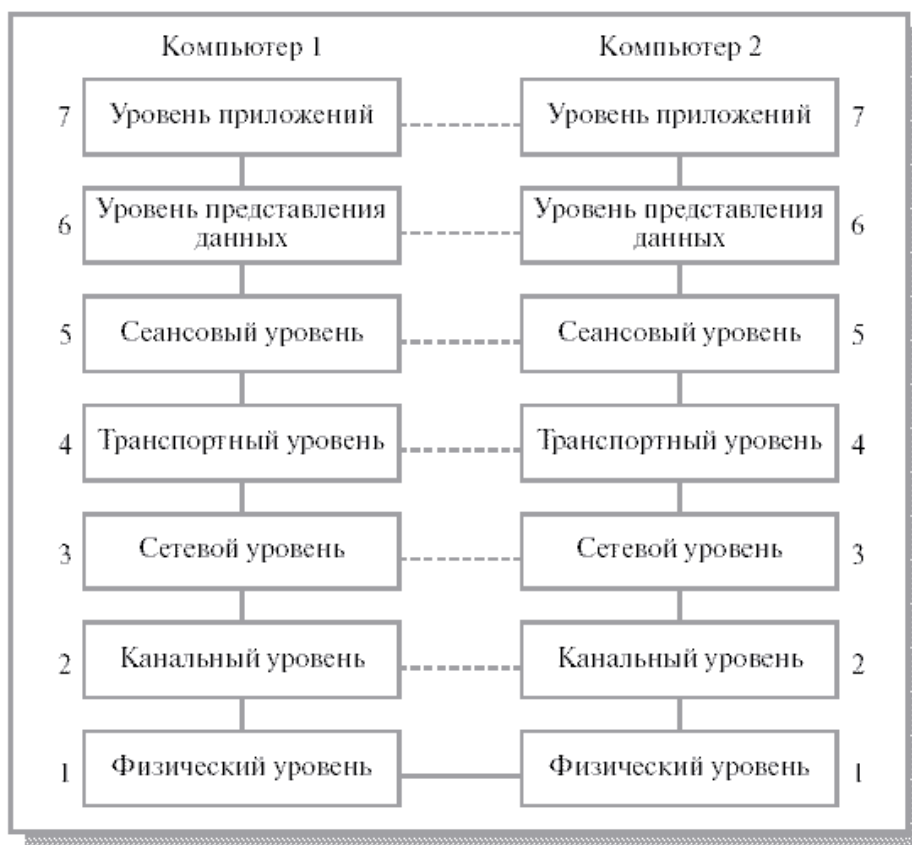 Компьютер 1 Компьютер 2
7 Уровень приложений Уровень приложений 7
6 Уровень представления Уровень представления 6
данных данных
5 Сеансовый уровень Сеансовый уровень 5
4 Транспортный уровень Транспортный уровень 4
3 Сетевой уровень Сетевой уровень 3
2 Канальный уровень Канальный уровень 2
1 Физический уровень Физический уровень 1